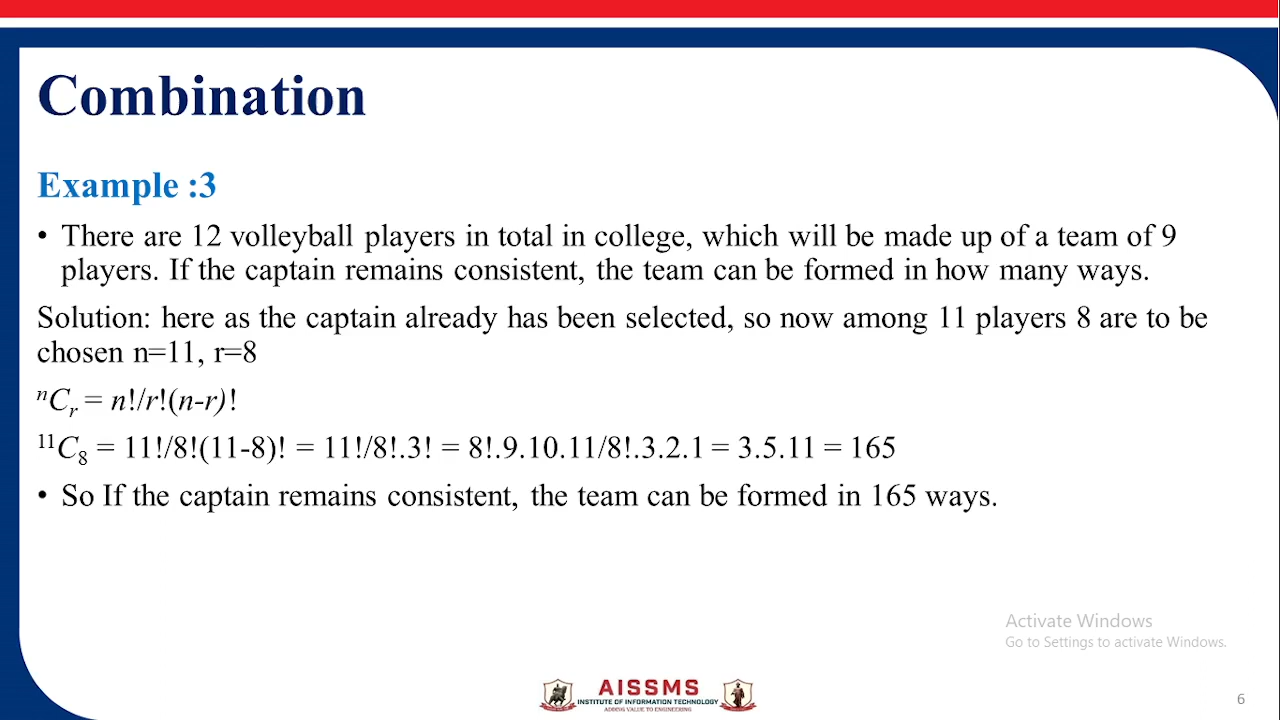 Combination
Example :3
• There are 12 volleyball players in total in college, which will be made up of a team of 9
players. If the captain remains consistent, the team can be formed in how many ways.
Solution: here as the captain already has been selected, so now among 11 players 8 are to be
chosen n=11, r=8
ⁿCᵣ = n!/r!(n-r)!
¹¹C₈ = 11!/8!(11-8)! = 11!/8!.3! = 8!.9.10.11/8!.3.2.1 = 3.5.11 = 165
• So If the captain remains consistent, the team can be formed in 165 ways.
Activate Windows
Go to Settings to activate Windows.
AISSMS
INSTITUTE OF INFORMATION TECHNOLOGY
ADDING VALUE TO ENGINEERING
6